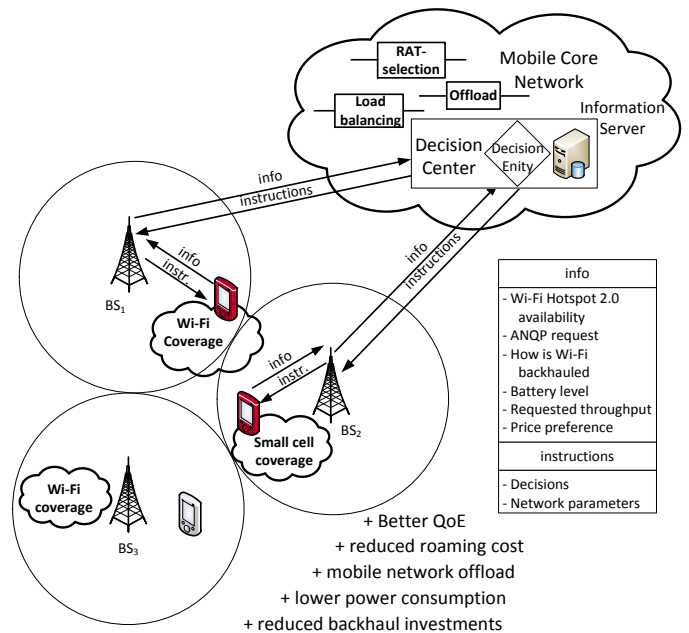 RAT-
selection
Mobile Core
Network
Offload
Load
balancing
Information
Server
Decision
Center
Decision
Enity
info
instructions
info
instr.
BS1
Wi-Fi
Coverage
info
instructions
info
instr.
BS2
Small cell
coverage
Wi-Fi
coverage
BS3
info
- Wi-Fi Hotspot 2.0
availability
- ANQP request
- How is Wi-Fi
backhauled
- Battery level
- Requested throughput
- Price preference
instructions
- Decisions
- Network parameters
+ Better QoE
+ reduced roaming cost
+ mobile network offload
+ lower power consumption
+ reduced backhaul investments